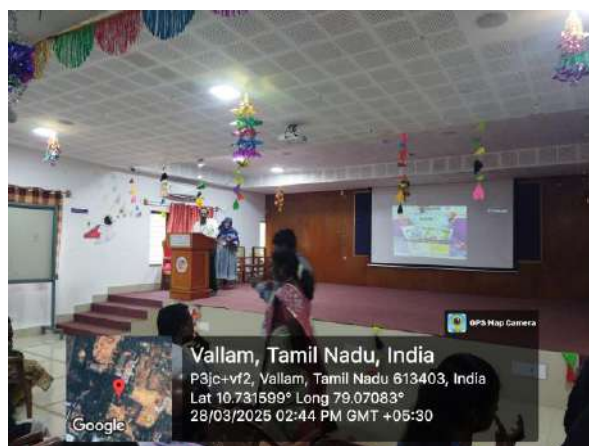 GPS Map Camera
Vallam, Tamil Nadu, India
P3jc+vf2, Vallam, Tamil Nadu 613403, India
Lat 10.731599° Long 79.07083°
28/03/2025 02:44 PM GMT +05:30
Google